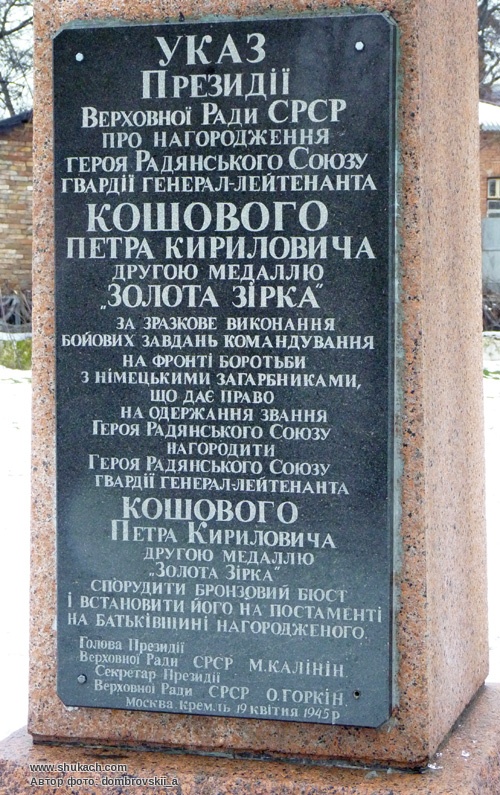 УКАЗ
Президії
Верховної Ради СРСР
про нагородження
героя Радянського Союзу
гвардії генерал-лейтенанта
КОШОВОГО
ПЕТРА КИРИЛОВИЧА
другою медаллю
„ЗОЛОТА ЗІРКА"
за зразкове виконання
бойових завдань командування
на фронті боротьби
з німецькими загарбниками,
що дає право
на одержання звання
Героя Радянського Союзу
нагородити
Героя Радянського Союзу
гвардії генерал-лейтенанта
КОШОВОГО
Петра Кириловича
другою медаллю
„Золота Зірка"
спорудити бронзовий бюст
і встановити його на постаменті
на батьківщині нагородженого.
Голова Президії
Верховної Ради СРСР М.КАЛІНІН.
Секретар Президії
Верховної Ради СРСР О.ГОРКІН.
Москва Кремль 19 квітня 1945 р
www.shukach.com
Автор фото: dombrovskii_a